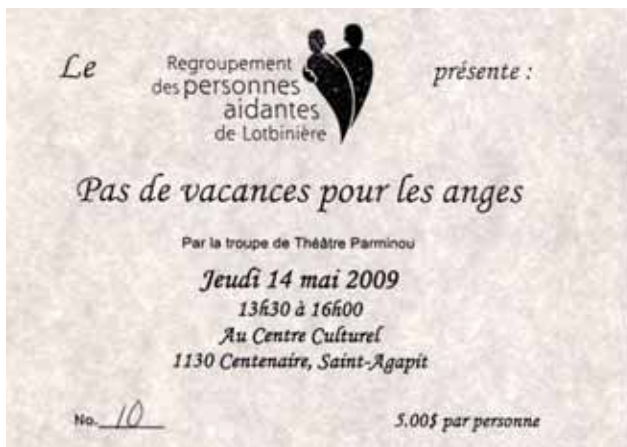 Le
Regroupement
des personnes
aidantes
de Lotbinière
présente :
Pas de vacances pour les anges
Par la troupe de Théâtre Parminou
Jeudi 14 mai 2009
13h30 à 16h00
Au Centre Culturel
1130 Centenaire, Saint-Agapit
No. 10
5.00$ par personne